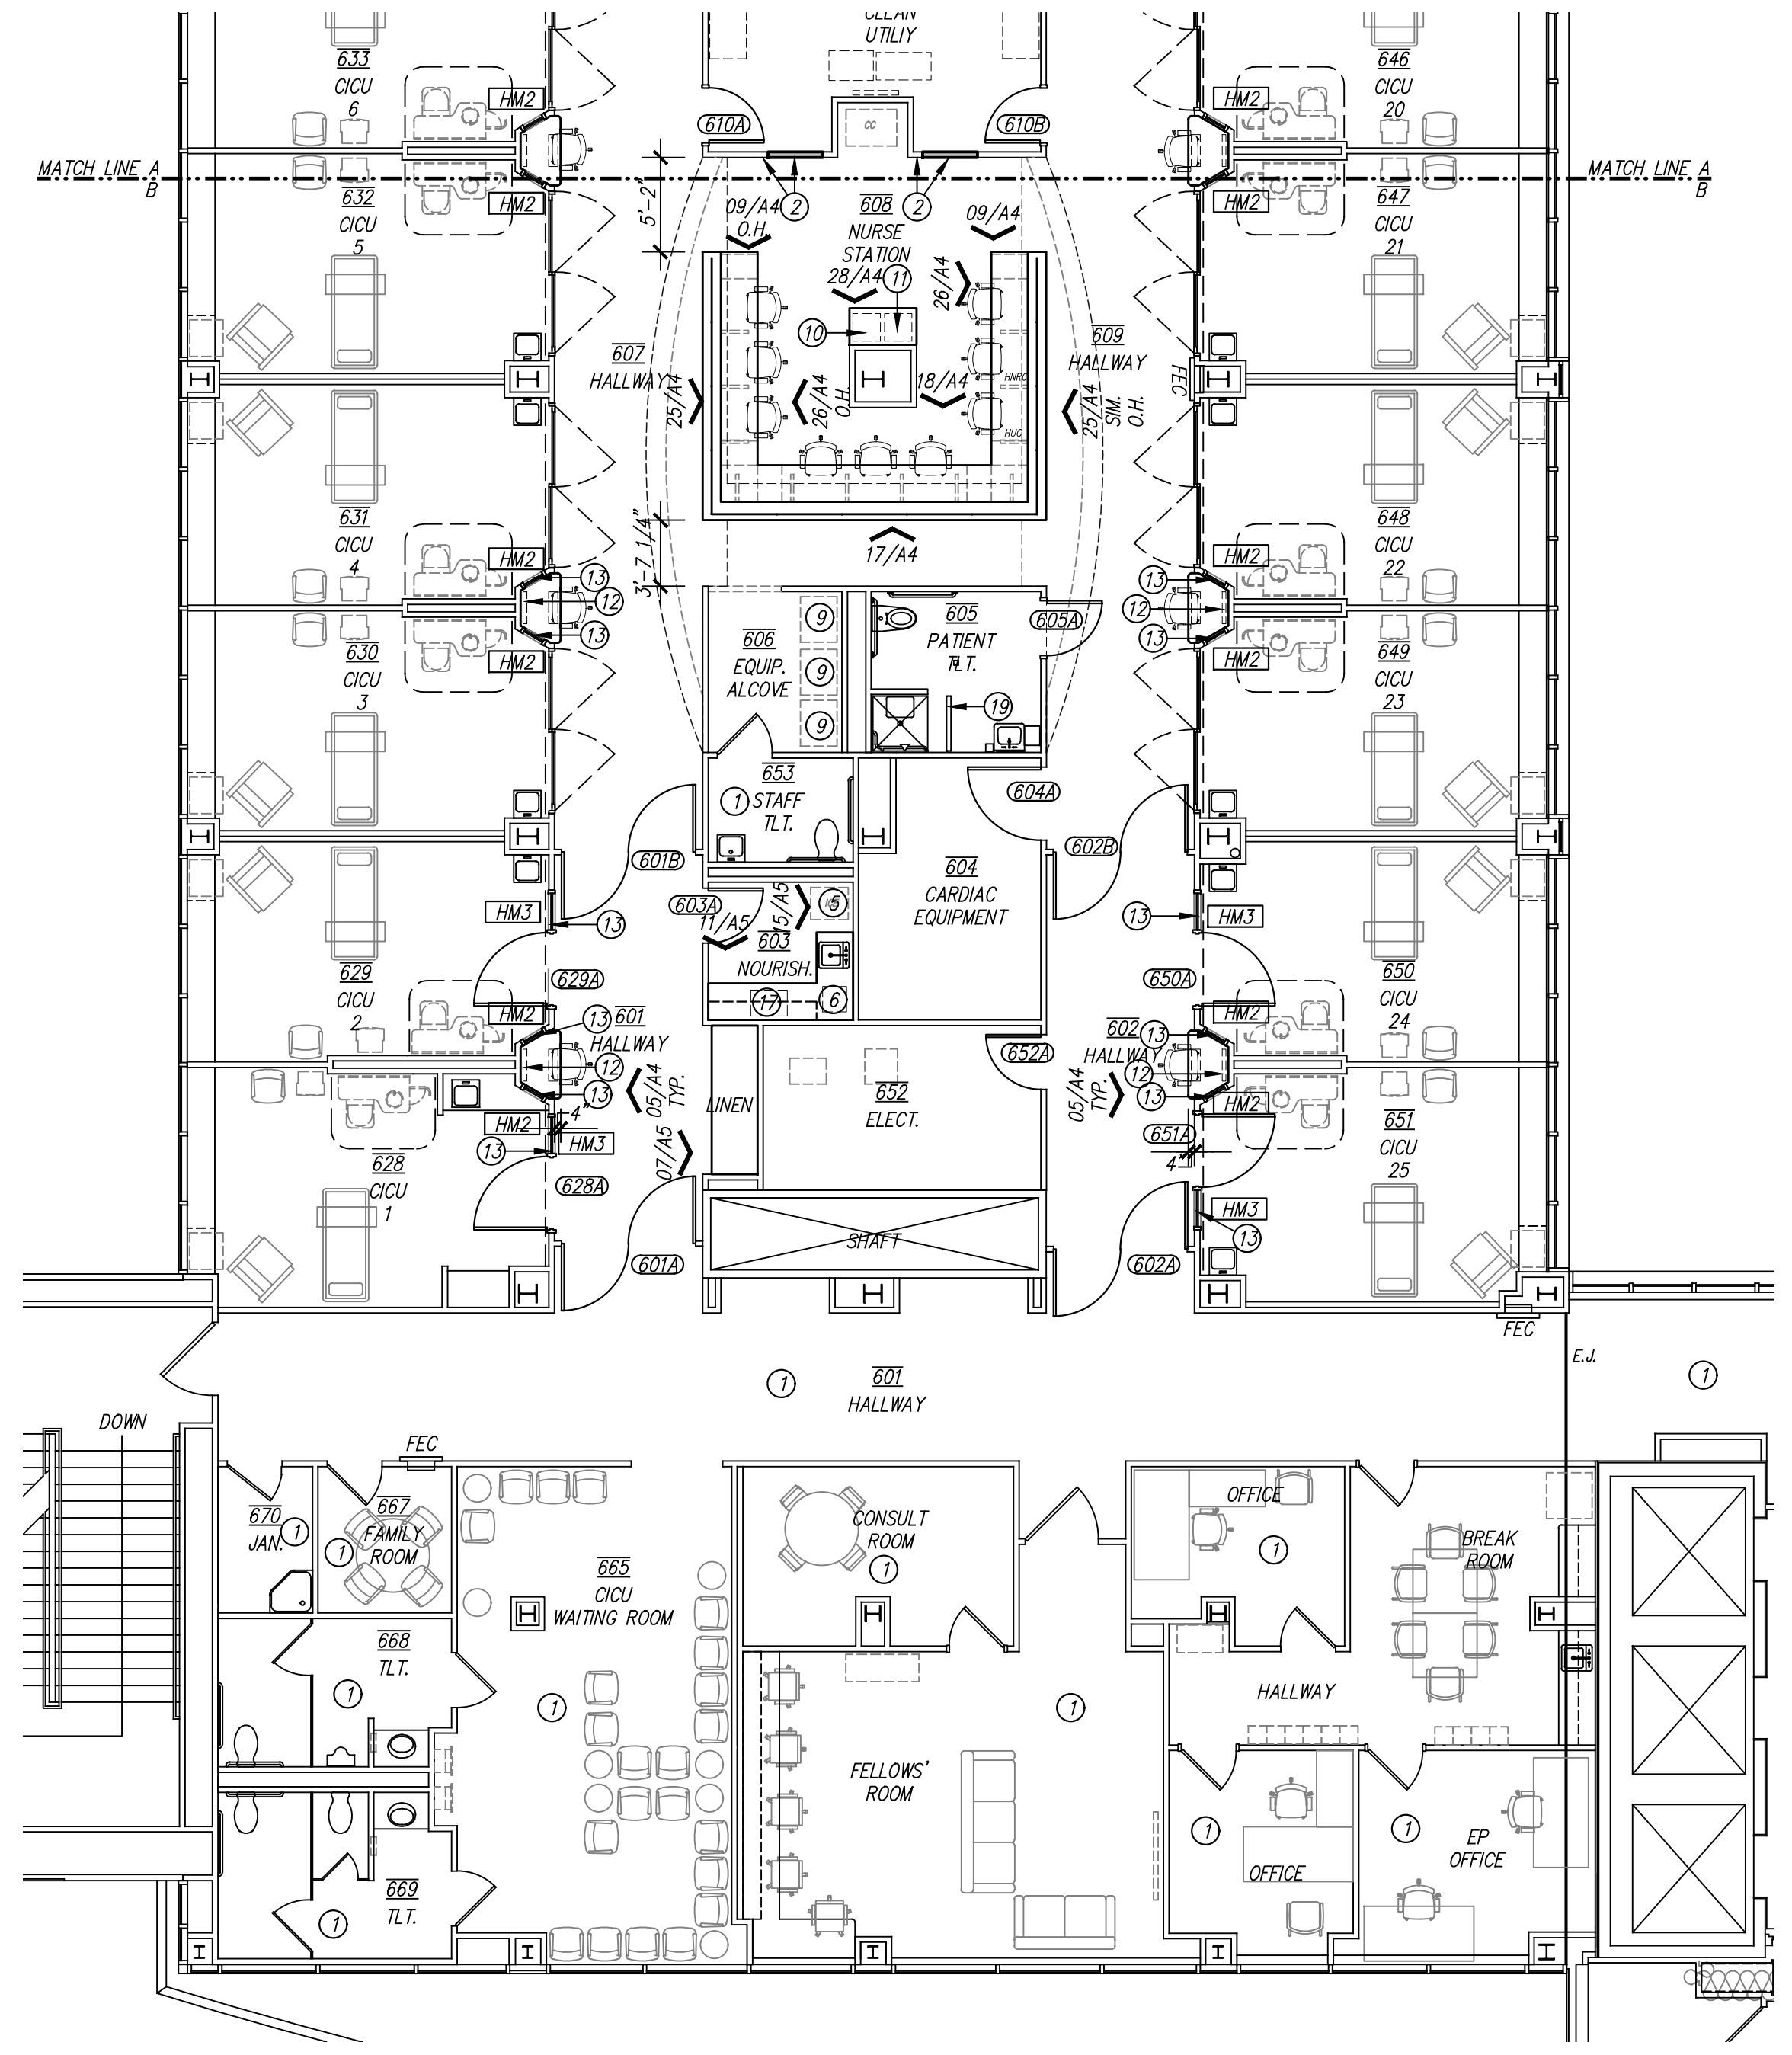 CLEAN
UTILIY
633
CICU
6
HM2
610A
CC
610B
HM2
646
CICU
20
MATCH LINE A
B
MATCH LINE A
B
632
CICU
5
HM2
5'-2"
09/A4
O.H.
2
608
NURSE
STATION
2
09/A4
HM2
647
CICU
21
28/A4
11
26/A4
10
607
HALLWAY
609
HALLWAY
25/A4
26/A4
O.H.
18/A4
HNRC
HUC
25/A4
SIM.
O.H.
FEC
631
CICU
4
HM2
13
12
13
3'-7 1/4"
17/A4
HM2
13
12
13
648
CICU
22
630
CICU
3
HM2
606
EQUIP.
ALCOVE
9
9
9
605
PATIENT
TLT.
605A
19
HM2
649
CICU
23
653
1
STAFF
TLT.
604A
601B
602B
604
CARDIAC
EQUIPMENT
603A
11/A5
15/A5
5
603
NOURISH.
17
6
HM3
13
13
HM3
629
CICU
2
629A
HM2
13
601
HALLWAY
12
13
650A
602
HALLWAY
13
12
13
HM2
650
CICU
24
05/A4
TYP.
07/A5
LINEN
652A
652
ELECT.
05/A4
TYP.
HM2
4"
HM3
13
628
CICU
1
628A
651A
4"
HM2
651
CICU
25
HM3
13
601A
SHAFT
602A
FEC
E.J.
1
601
HALLWAY
1
DOWN
FEC
670
JAN.
1
667
FAMILY
ROOM
1
665
CICU
WAITING ROOM
1
CONSULT
ROOM
1
OFFICE
1
BREAK
ROOM
668
TLT.
1
HALLWAY
1
FELLOWS'
ROOM
669
TLT.
1
1
OFFICE
1
EP
OFFICE